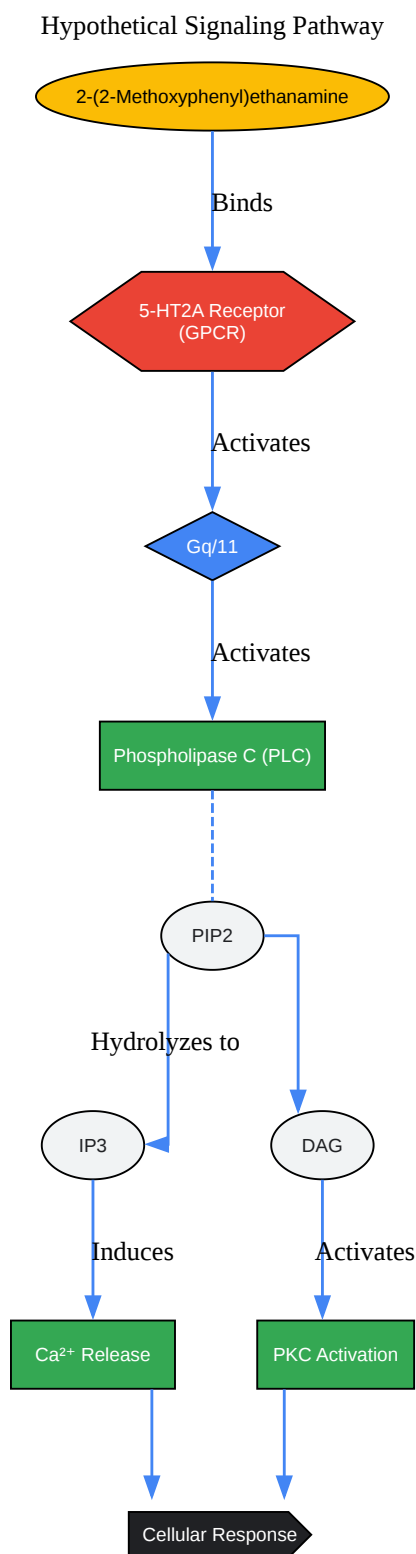 Hypothetical Signaling Pathway
2-(2-Methoxyphenyl)ethanamine
Binds
5-HT2A Receptor
(GPCR)
Activates
Gq/11
Activates
Phospholipase C (PLC)
PIP2
Hydrolyzes to
IP3
DAG
Induces
Activates
Ca²⁺ Release
PKC Activation
Cellular Response